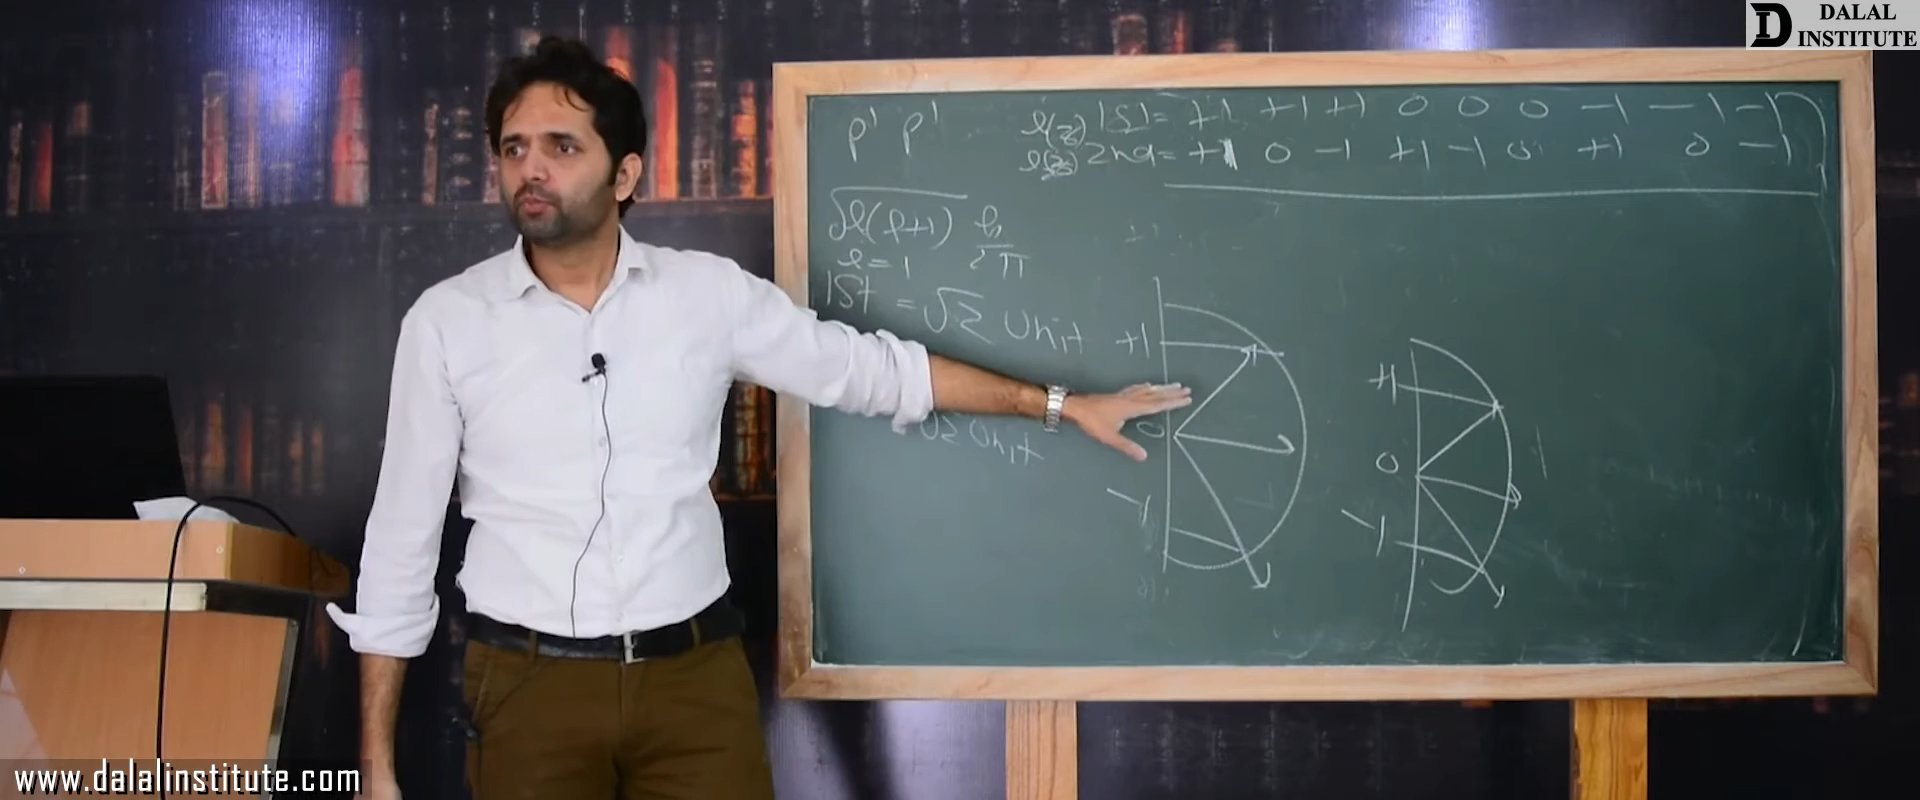 DALAL
INSTITUTE
p¹ p¹
l(z) 1St = +1 +1 +1 0 0 0 -1 -1 -1
2nd = +1 0 -1 +1 -1 0 +1 0 -1
√l(l+1) h/2π
l = 1
1St = √2 Unit
√2 Unit
+1
0
-1
+1
0
-1
www.dalalinstitute.com